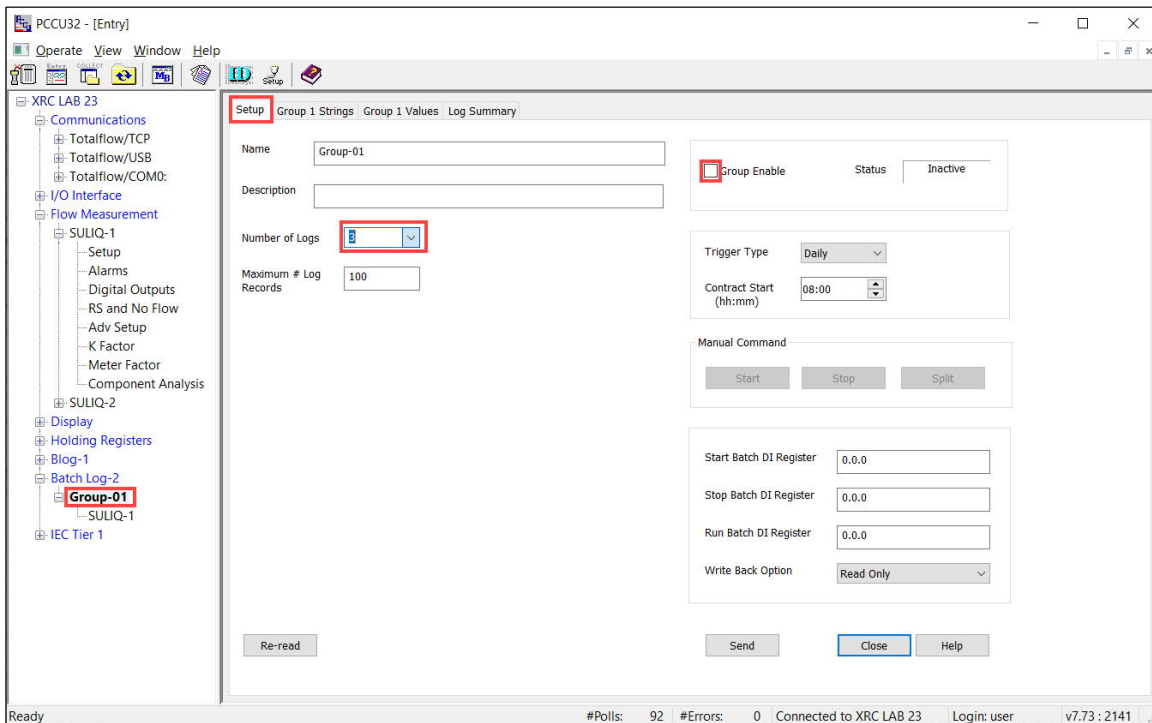 PCCU32 - [Entry]
Operate View Window Help
Entry
COLLECT
MB
ID
Setup
XRC LAB 23
Communications
Totalflow/TCP
Totalflow/USB
Totalflow/COM0:
I/O Interface
Flow Measurement
SULIQ-1
Setup
Alarms
Digital Outputs
RS and No Flow
Adv Setup
K Factor
Meter Factor
Component Analysis
SULIQ-2
Display
Holding Registers
Blog-1
Batch Log-2
Group-01
SULIQ-1
IEC Tier 1
Setup Group 1 Strings Group 1 Values Log Summary
Name Group-01
Description
Number of Logs 3
Maximum # Log Records 100
Group Enable Status Inactive
Trigger Type Daily
Contract Start (hh:mm) 08:00
Manual Command
Start Stop Split
Start Batch DI Register 0.0.0
Stop Batch DI Register 0.0.0
Run Batch DI Register 0.0.0
Write Back Option Read Only
Re-read Send Close Help
Ready #Polls: 92 #Errors: 0 Connected to XRC LAB 23 Login: user v7.73 : 2141